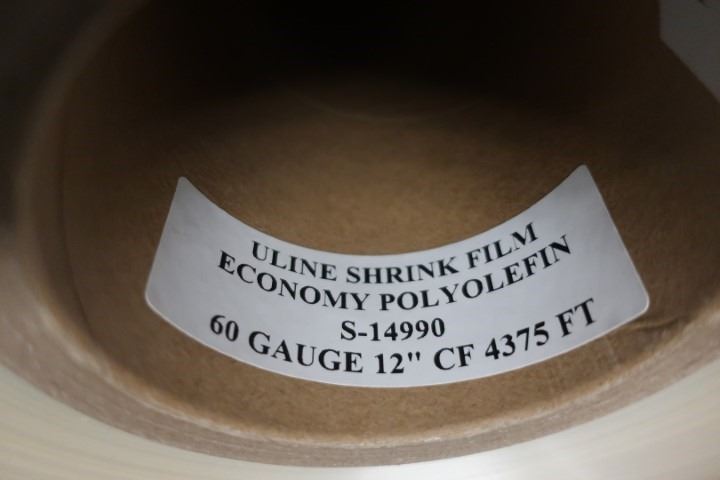 ULINE SHRINK FILM
ECONOMY POLYOLEFIN
S-14990
60 GAUGE 12" CF 4375 FT